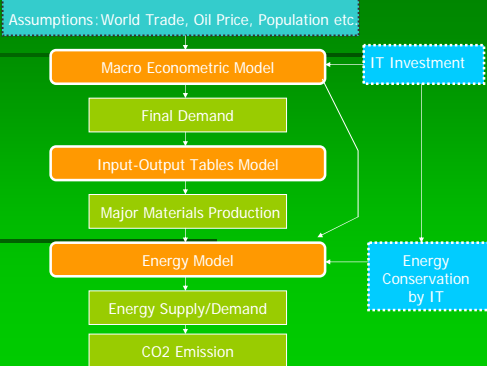 Assumptions:World Trade, Oil Price, Population etc.
Macro Econometric Model
IT Investment
Final Demand
Input-Output Tables Model
Major Materials Production
Energy Model
Energy
Conservation
by IT
Energy Supply/Demand
CO2 Emission